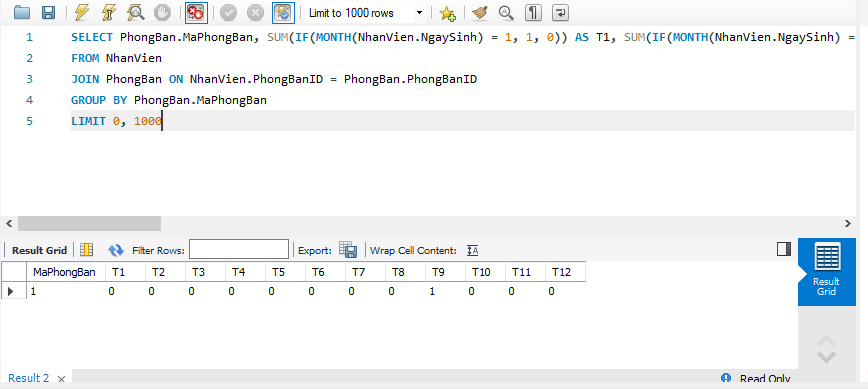 Limit to 1000 rows
1 SELECT PhongBan.MaPhongBan, SUM(IF(MONTH(NhanVien.NgaySinh) = 1, 1, 0)) AS T1, SUM(IF(MONTH(NhanVien.NgaySinh) =
2 FROM NhanVien
3 JOIN PhongBan ON NhanVien.PhongBanID = PhongBan.PhongBanID
4 GROUP BY PhongBan.MaPhongBan
5 LIMIT 0, 1000
Result Grid Filter Rows: Export: Wrap Cell Content:
MaPhongBan T1 T2 T3 T4 T5 T6 T7 T8 T9 T10 T11 T12
1 0 0 0 0 0 0 0 0 1 0 0 0
Result
Grid
Result 2 x Read Only